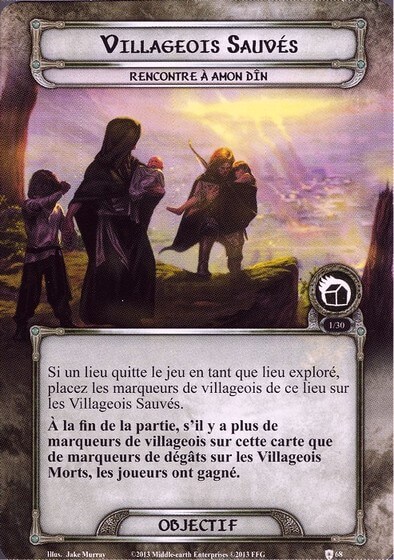 Villageois Sauvés
Rencontre à Amon Dîn
1/30
Si un lieu quitte le jeu en tant que lieu exploré,
placez les marqueurs de villageois de ce lieu sur
les Villageois Sauvés.
À la fin de la partie, s'il y a plus de
marqueurs de villageois sur cette carte que
de marqueurs de dégâts sur les Villageois
Morts, les joueurs ont gagné.
Objectif
Illus. Jake Murray ©2013 Middle-earth Enterprises ©2013 FFG 68